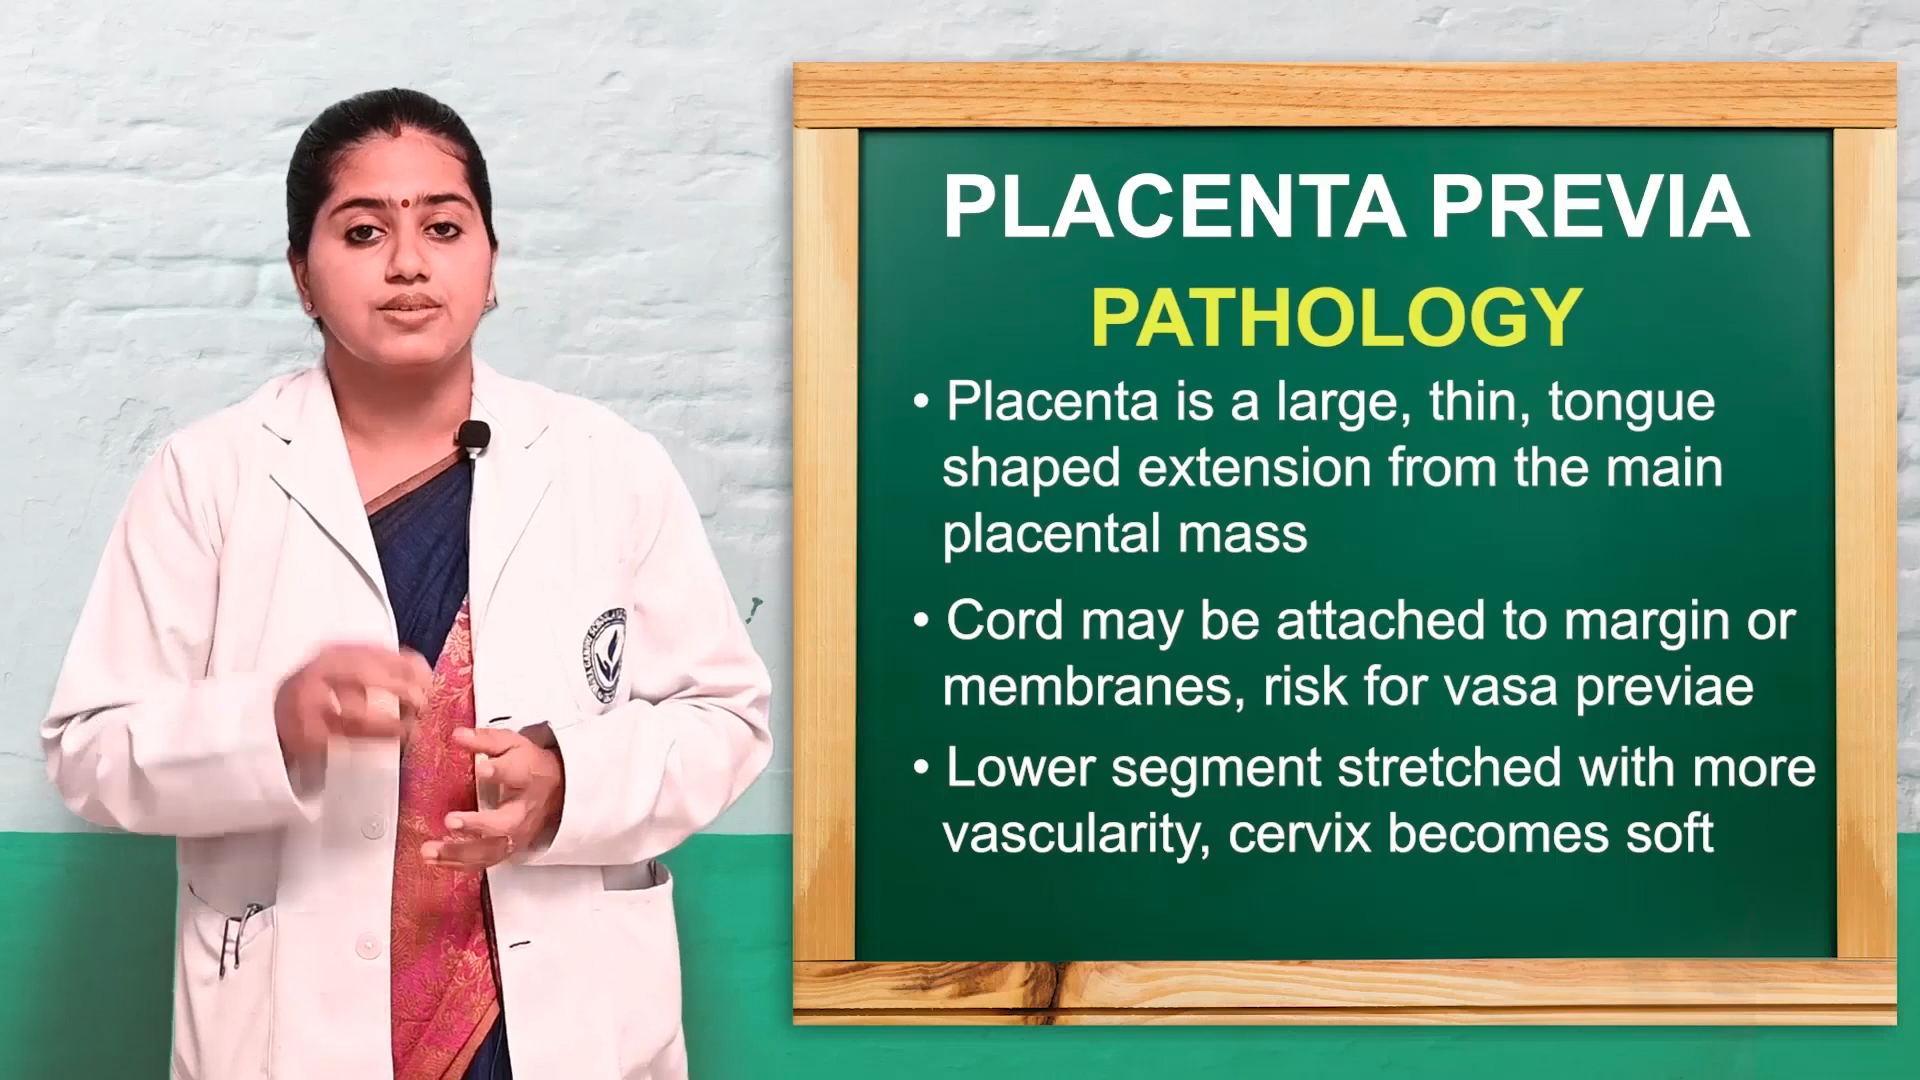 PLACENTA PREVIA
PATHOLOGY
• Placenta is a large, thin, tongue
shaped extension from the main
placental mass
• Cord may be attached to margin or
membranes, risk for vasa previae
• Lower segment stretched with more
vascularity, cervix becomes soft